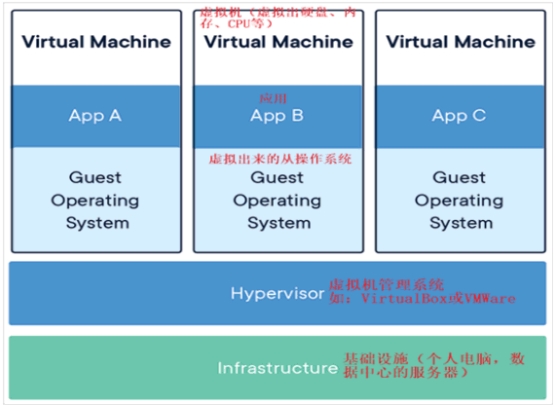 虚拟机（虚拟出硬盘、内
存、CPU等）
Virtual Machine
Virtual Machine
Virtual Machine
应用
App A
App B
App C
虚拟出来的从操作系统
Guest
Operating
System
Guest
Operating
System
Guest
Operating
System
Hypervisor
虚拟机管理系统
如：VirtualBox或VMWare
Infrastructure
基础设施（个人电脑，数
据中心的服务器）